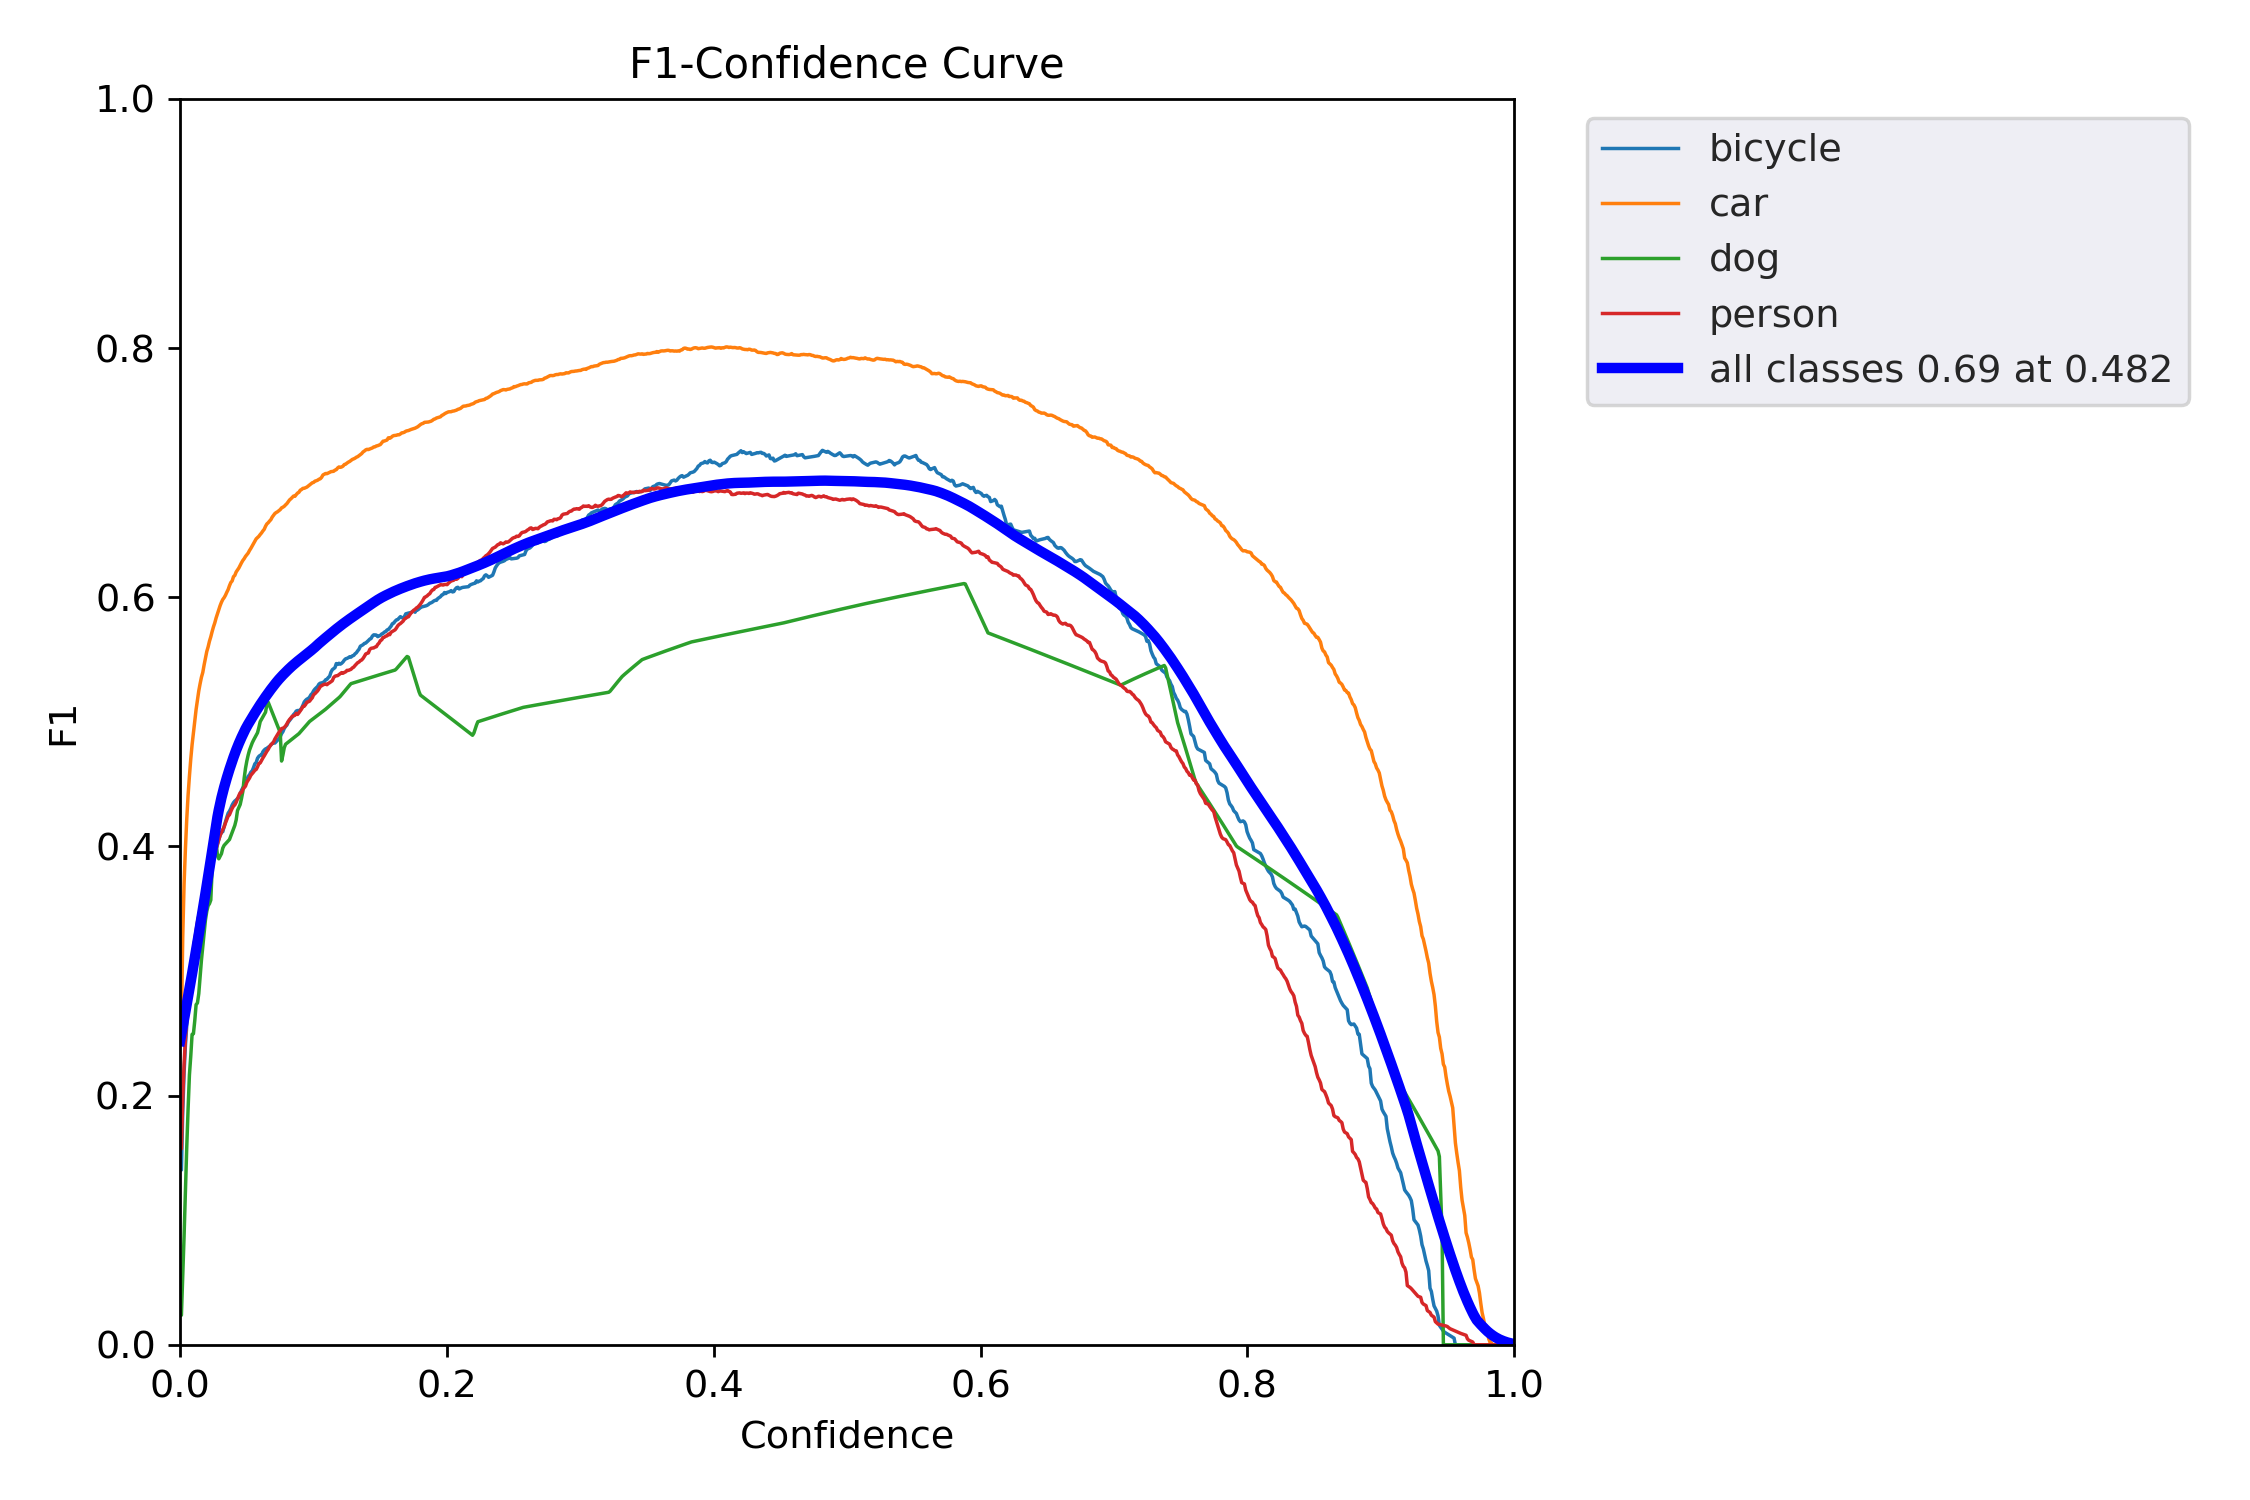 F1-Confidence Curve
1.0
0.8
0.6
0.4
0.2
0.0
F1
0.0 0.2 0.4 0.6 0.8 1.0
Confidence
bicycle
car
dog
person
all classes 0.69 at 0.482